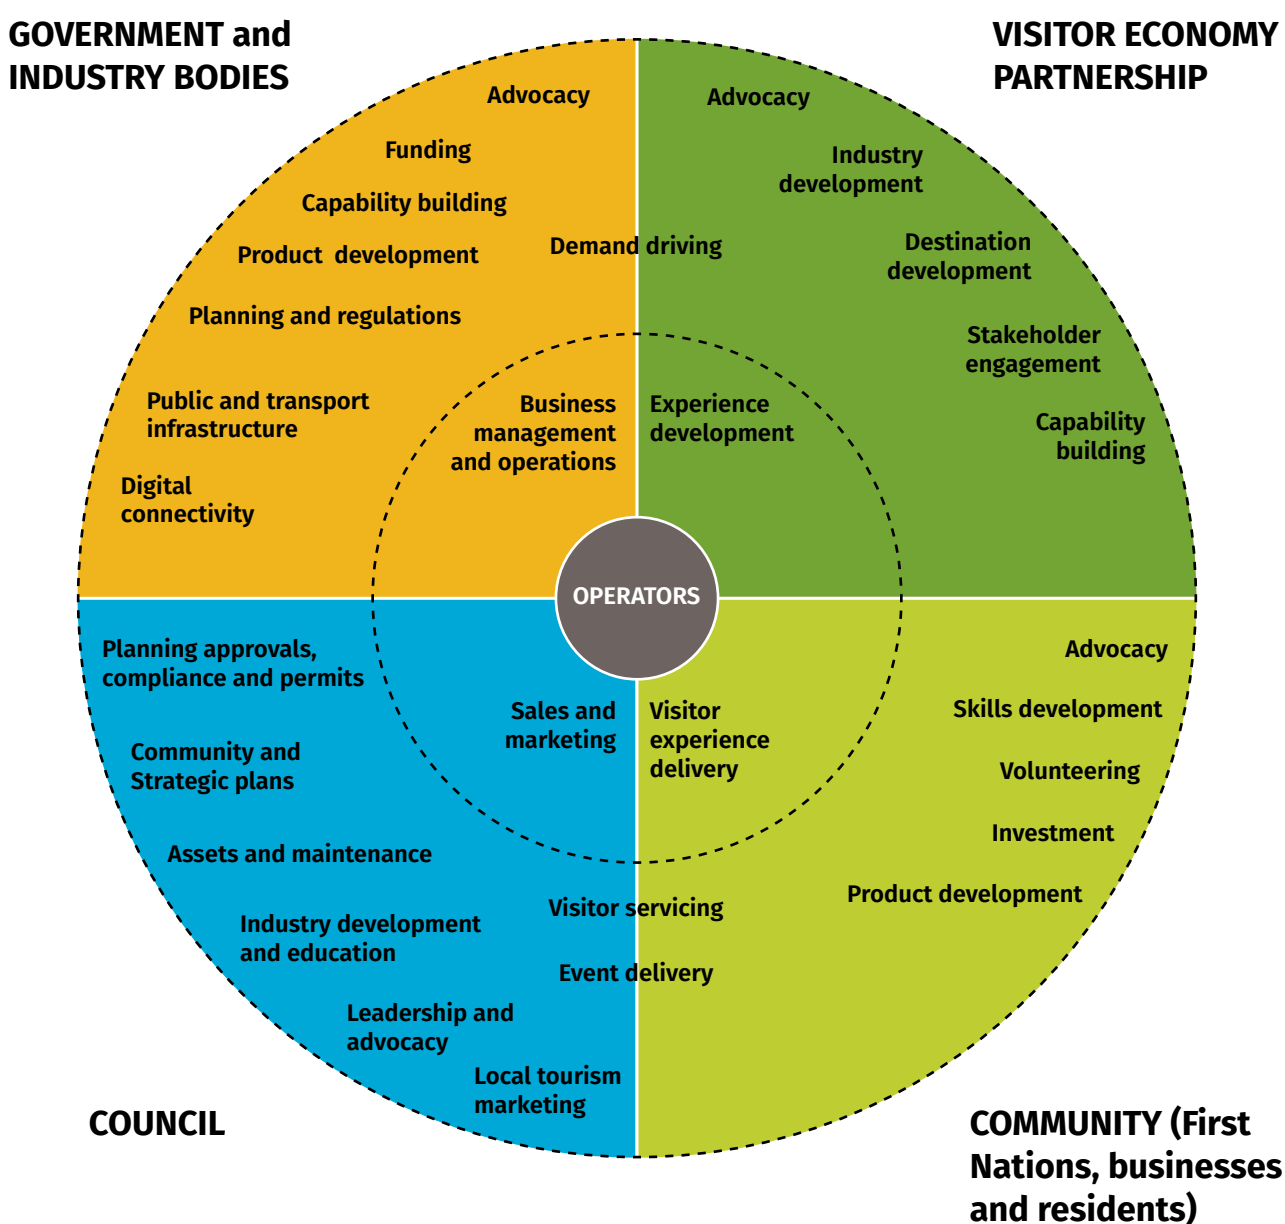 GOVERNMENT and
INDUSTRY BODIES
VISITOR ECONOMY
PARTNERSHIP
Advocacy
Funding
Capability building
Product  development
Planning and regulations
Public and transport
infrastructure
Digital
connectivity
Demand driving
Advocacy
Industry
development
Destination
development
Stakeholder
engagement
Capability
building
Business
management
and operations
Experience
development
OPERATORS
Sales and
marketing
Visitor
experience
delivery
Planning approvals,
compliance and permits
Community and
Strategic plans
Assets and maintenance
Industry development
and education
Leadership and
advocacy
Local tourism
marketing
Visitor servicing
Event delivery
Advocacy
Skills development
Volunteering
Investment
Product development
COUNCIL
COMMUNITY (First
Nations, businesses
and residents)